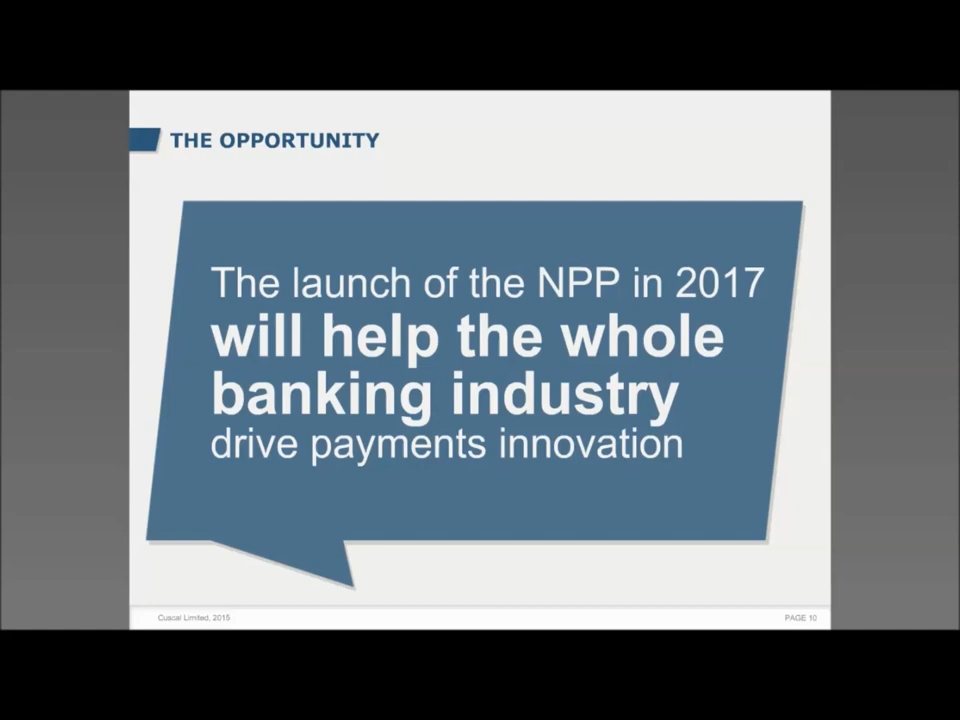 THE OPPORTUNITY
The launch of the NPP in 2017
will help the whole
banking industry
drive payments innovation
Cuscal Limited, 2015
PAGE 10